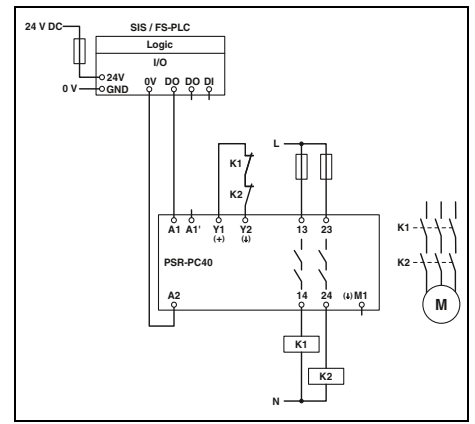 24 V DC
SIS / FS-PLC
Logic
I/O
24V
0V DO DO DI
0 V
GND
L
K1
K2
A1 A1' Y1 Y2 13 23
(+) (↓)
PSR-PC40
A2 14 24 (↓) M1
K1
K2
M
K1
K2
N